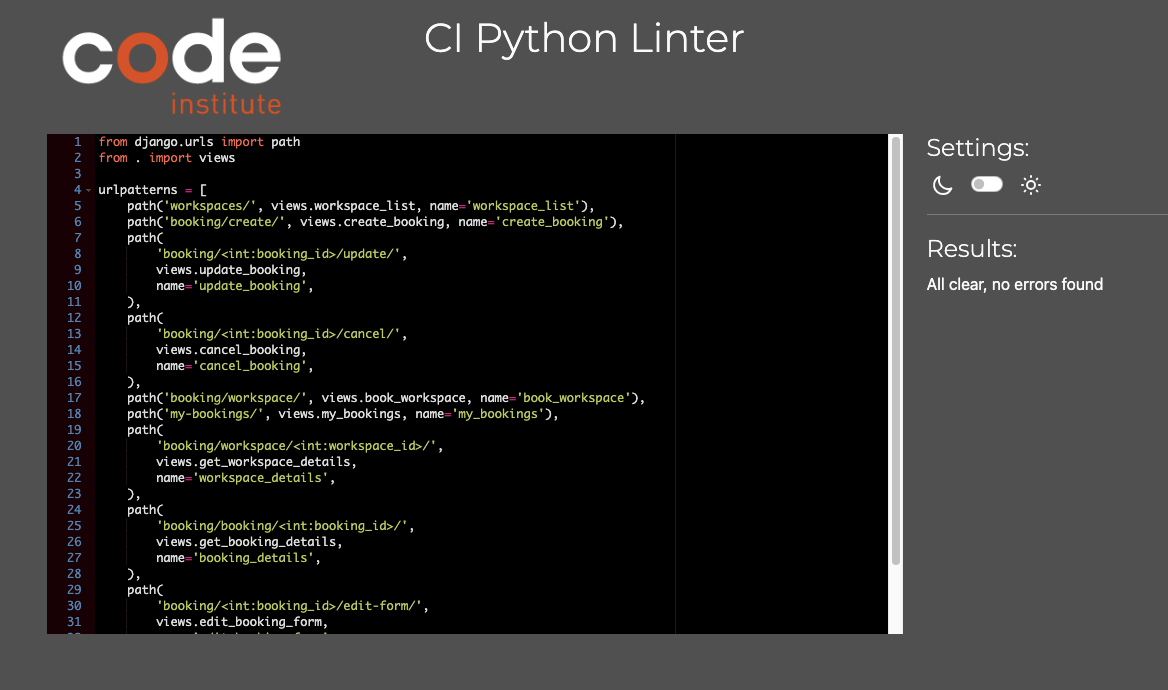 code
institute
CI Python Linter
1 from django.urls import path
2 from . import views
3
4 urlpatterns = [
5     path('workspaces/', views.workspace_list, name='workspace_list'),
6     path('booking/create/', views.create_booking, name='create_booking'),
7     path(
8         'booking/<int:booking_id>/update/',
9         views.update_booking,
10         name='update_booking',
11     ),
12     path(
13         'booking/<int:booking_id>/cancel/',
14         views.cancel_booking,
15         name='cancel_booking',
16     ),
17     path('booking/workspace/', views.book_workspace, name='book_workspace'),
18     path('my-bookings/', views.my_bookings, name='my_bookings'),
19     path(
20         'booking/workspace/<int:workspace_id>/',
21         views.get_workspace_details,
22         name='workspace_details',
23     ),
24     path(
25         'booking/booking/<int:booking_id>/',
26         views.get_booking_details,
27         name='booking_details',
28     ),
29     path(
30         'booking/<int:booking_id>/edit-form/',
31         views.edit_booking_form,
Settings:
Results:
All clear, no errors found